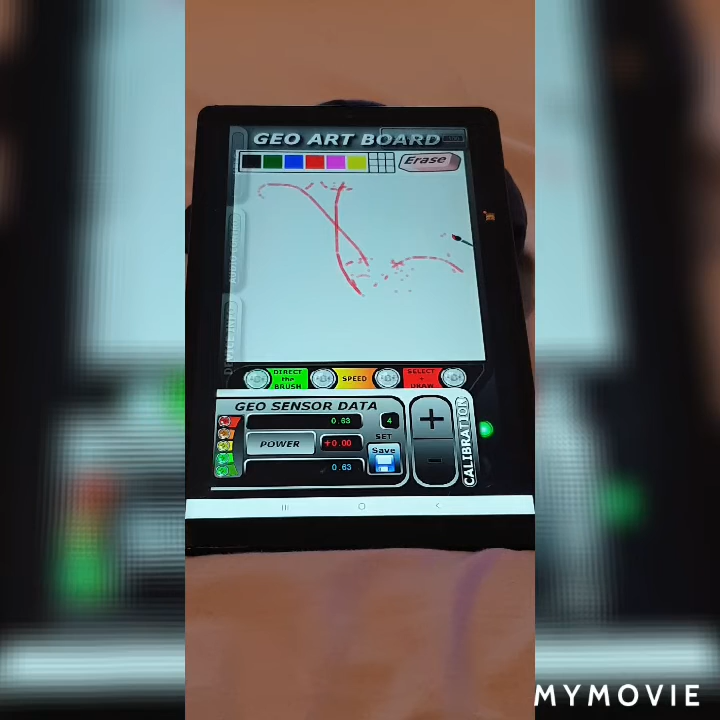 GEO ART BOARD
Erase
DIRECT
the
BRUSH
SPEED
SELECT
DRAW
GEO SENSOR DATA
0.63
4
POWER
+0.00
SET
Save
0.63
+
-
CALIBRATION
MYMOVIE